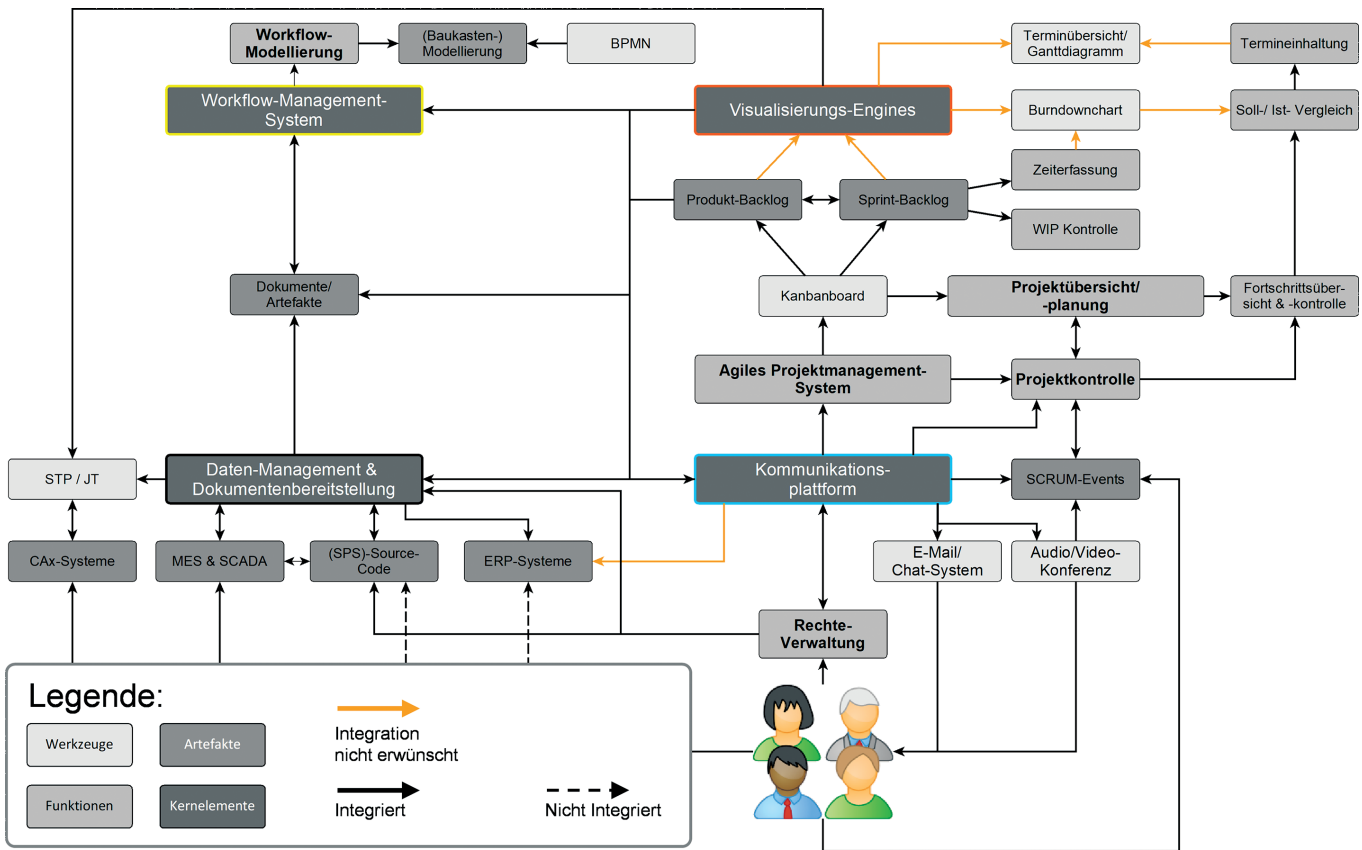 Workflow-
Modellierung
(Baukasten-)
Modellierung
BPMN
Terminübersicht/
Ganttdiagramm
Termineinhaltung
Workflow-Management-
System
Visualisierungs-Engines
Burndownchart
Soll-/ Ist- Vergleich
Zeiterfassung
Produkt-Backlog
Sprint-Backlog
WIP Kontrolle
Dokumente/
Artefakte
Kanbanboard
Projektübersicht/
-planung
Fortschrittsüber-
sicht & -kontrolle
Agiles Projektmanagement-
System
Projektkontrolle
STP / JT
Daten-Management &
Dokumentenbereitstellung
Kommunikations-
plattform
SCRUM-Events
CAx-Systeme
MES & SCADA
(SPS)-Source-
Code
ERP-Systeme
E-Mail/
Chat-System
Audio/Video-
Konferenz
Rechte-
Verwaltung
Legende:
Werkzeuge
Artefakte
Integration
nicht erwünscht
Funktionen
Kernelemente
Integriert
Nicht Integriert